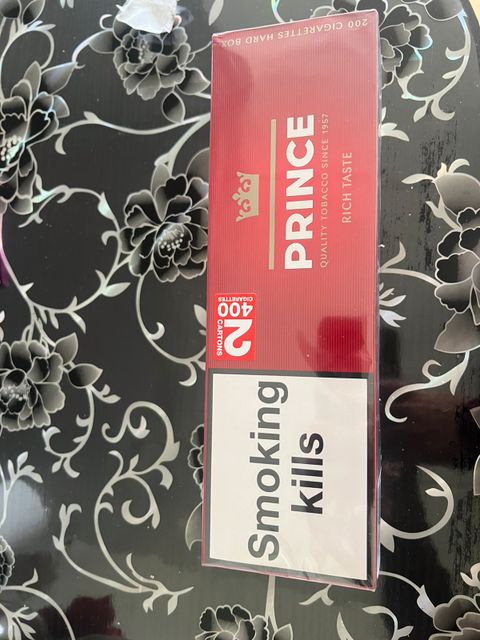 200 CIGARETTES HARD BOX
PRINCE
QUALITY TOBACCO SINCE 1957
RICH TASTE
2
CARTONS
400
CIGARETTES
Smoking
kills